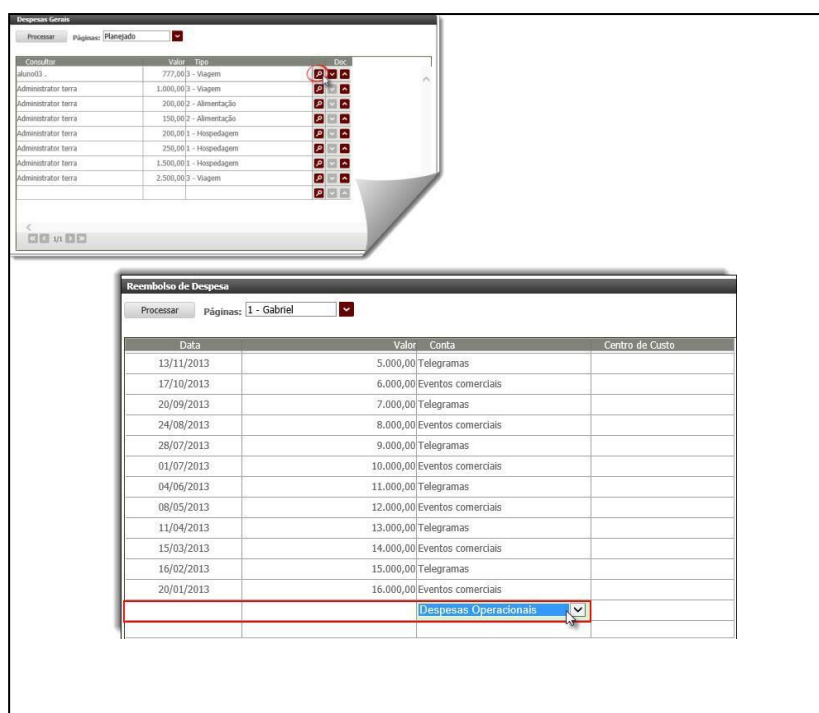 Despesas Gerais
Processar Páginas: Planejado
Consultor Valor Tipo Doc
aluno03 . 777,00 3 - Viagem
Administrator terra 1.000,00 3 - Viagem
Administrator terra 200,00 2 - Alimentação
Administrator terra 150,00 2 - Alimentação
Administrator terra 200,00 1 - Hospedagem
Administrator terra 250,00 1 - Hospedagem
Administrator terra 1.500,00 1 - Hospedagem
Administrator terra 2.500,00 3 - Viagem
1/1
Reembolso de Despesa
Processar Páginas: 1 - Gabriel
Data Valor Conta Centro de Custo
13/11/2013 5.000,00 Telegramas
17/10/2013 6.000,00 Eventos comerciais
20/09/2013 7.000,00 Telegramas
24/08/2013 8.000,00 Eventos comerciais
28/07/2013 9.000,00 Telegramas
01/07/2013 10.000,00 Eventos comerciais
04/06/2013 11.000,00 Telegramas
08/05/2013 12.000,00 Eventos comerciais
11/04/2013 13.000,00 Telegramas
15/03/2013 14.000,00 Eventos comerciais
16/02/2013 15.000,00 Telegramas
20/01/2013 16.000,00 Eventos comerciais
Despesas Operacionais